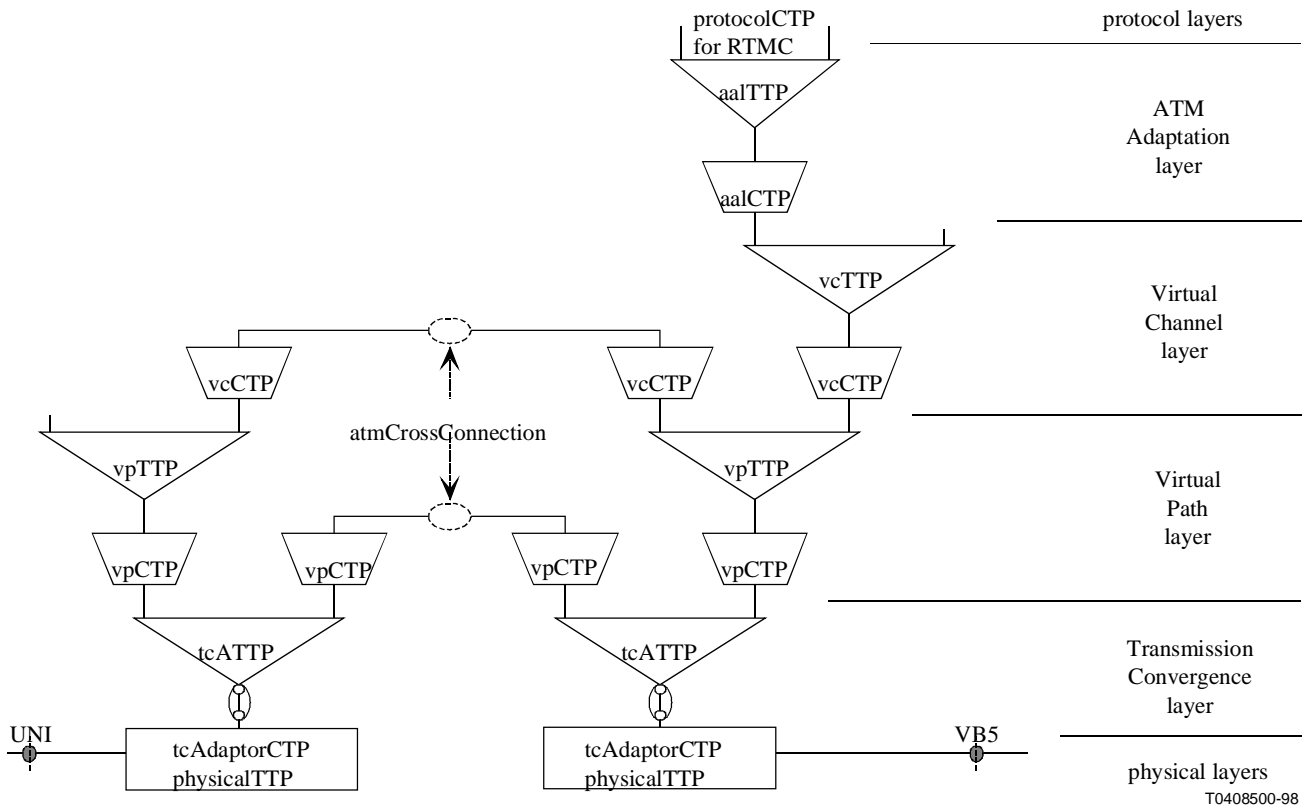 protocolCTP
for RTMC
protocol layers
aalTTP
ATM
Adaptation
layer
aalCTP
vcTTP
Virtual
Channel
layer
vcCTP
vcCTP
vcCTP
atmCrossConnection
vpTTP
vpTTP
Virtual
Path
layer
vpCTP
vpCTP
vpCTP
vpCTP
tcATTP
tcATTP
Transmission
Convergence
layer
UNI
VB5
tcAdaptorCTP
physicalTTP
tcAdaptorCTP
physicalTTP
physical layers
T0408500-98